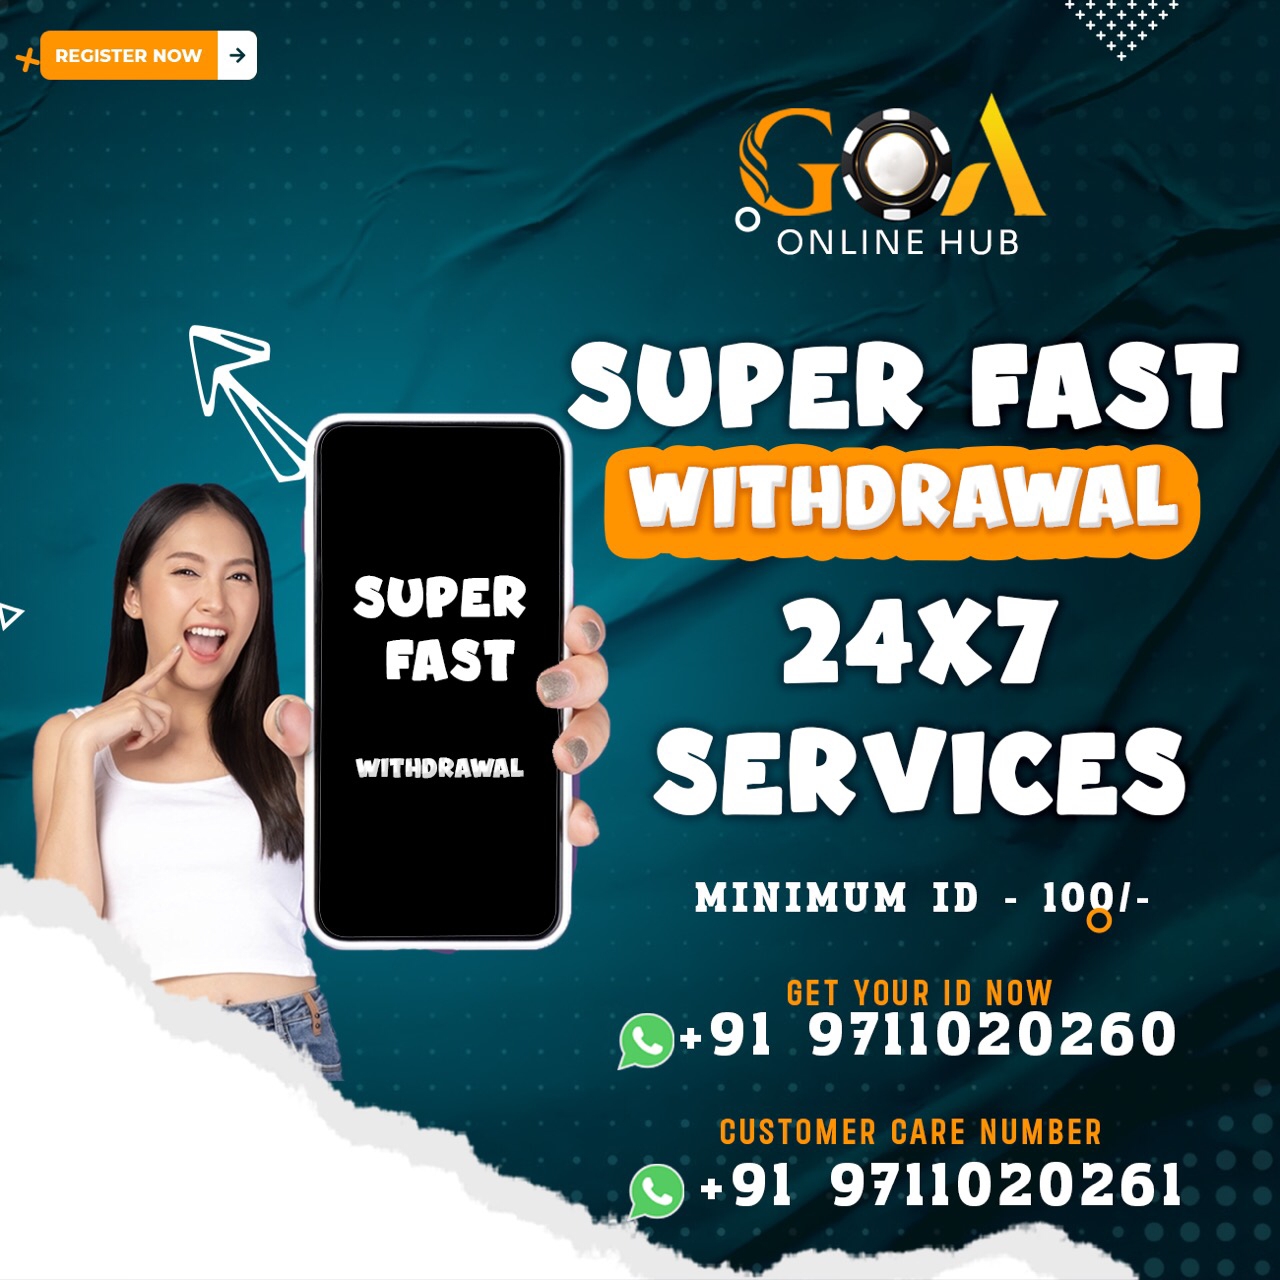 REGISTER NOW
GOA
ONLINE HUB
SUPER FAST
WITHDRAWAL
24X7
SERVICES
SUPER
FAST
WITHDRAWAL
MINIMUM ID - 100/-
GET YOUR ID NOW
+91 9711020260
CUSTOMER CARE NUMBER
+91 9711020261